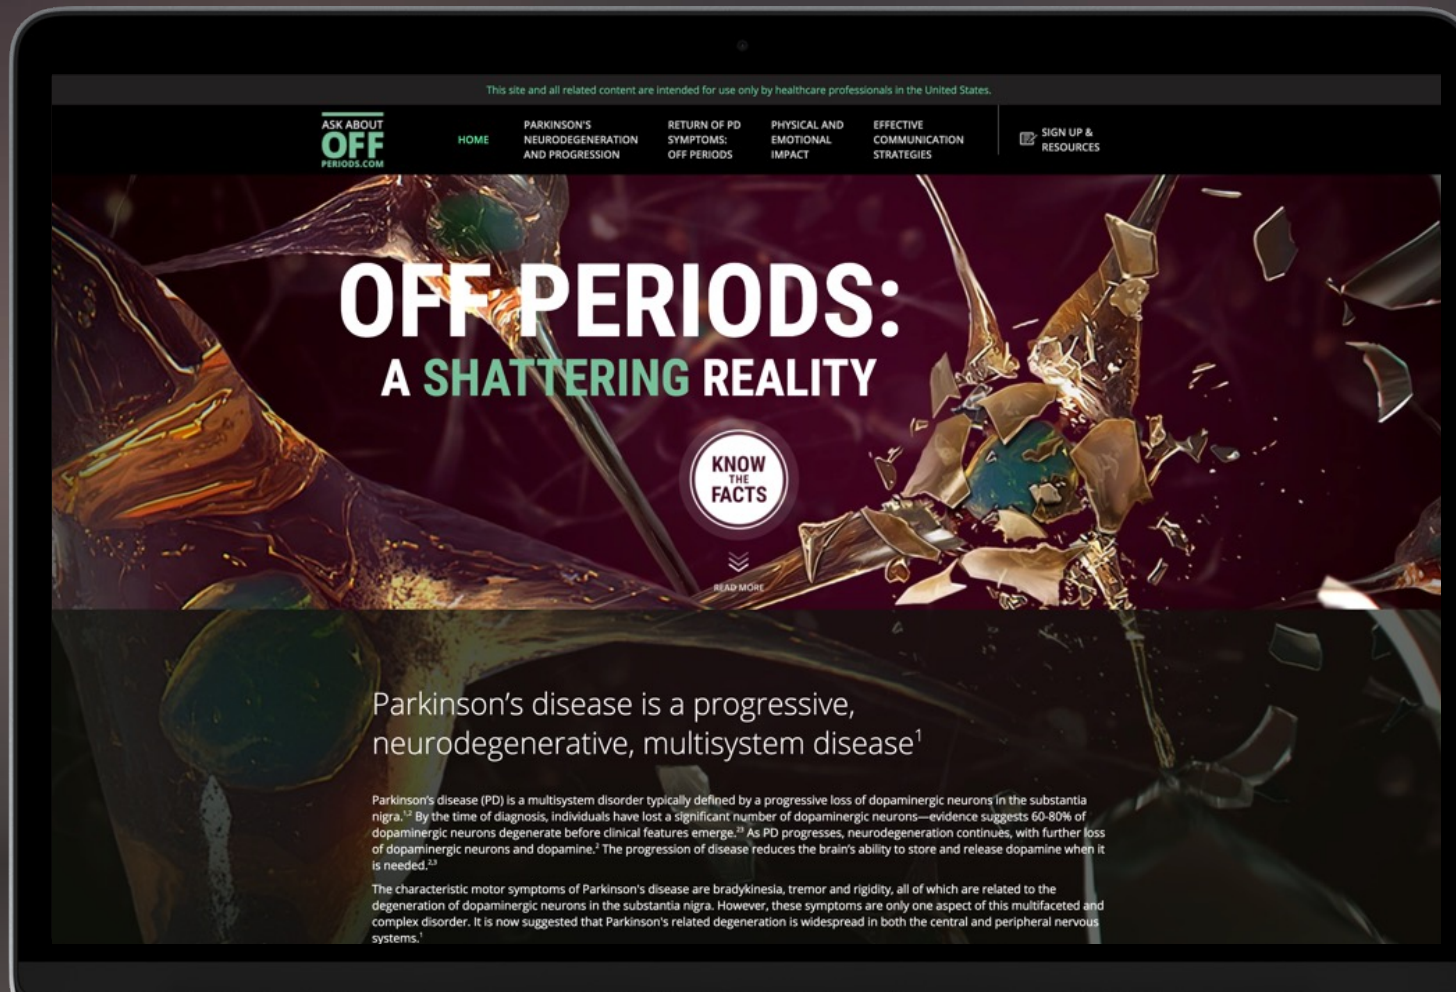 This site and all related content are intended for use only by healthcare professionals in the United States.
ASK ABOUT
OFF
PERIODS.COM
HOME
PARKINSON'S
NEURODEGENERATION
AND PROGRESSION
RETURN OF PD
SYMPTOMS:
OFF PERIODS
PHYSICAL AND
EMOTIONAL
IMPACT
EFFECTIVE
COMMUNICATION
STRATEGIES
SIGN UP &
RESOURCES
OFF PERIODS:
A SHATTERING REALITY
KNOW
THE
FACTS
READ MORE
Parkinson's disease is a progressive,
neurodegenerative, multisystem disease¹
Parkinson's disease (PD) is a multisystem disorder typically defined by a progressive loss of dopaminergic neurons in the substantia
nigra.¹,² By the time of diagnosis, individuals have lost a significant number of dopaminergic neurons—evidence suggests 60-80% of
dopaminergic neurons degenerate before clinical features emerge.²³ As PD progresses, neurodegeneration continues, with further loss
of dopaminergic neurons and dopamine.² The progression of disease reduces the brain's ability to store and release dopamine when it
is needed.²,³
The characteristic motor symptoms of Parkinson's disease are bradykinesia, tremor and rigidity, all of which are related to the
degeneration of dopaminergic neurons in the substantia nigra. However, these symptoms are only one aspect of this multifaceted and
complex disorder. It is now suggested that Parkinson's related degeneration is widespread in both the central and peripheral nervous
systems.¹